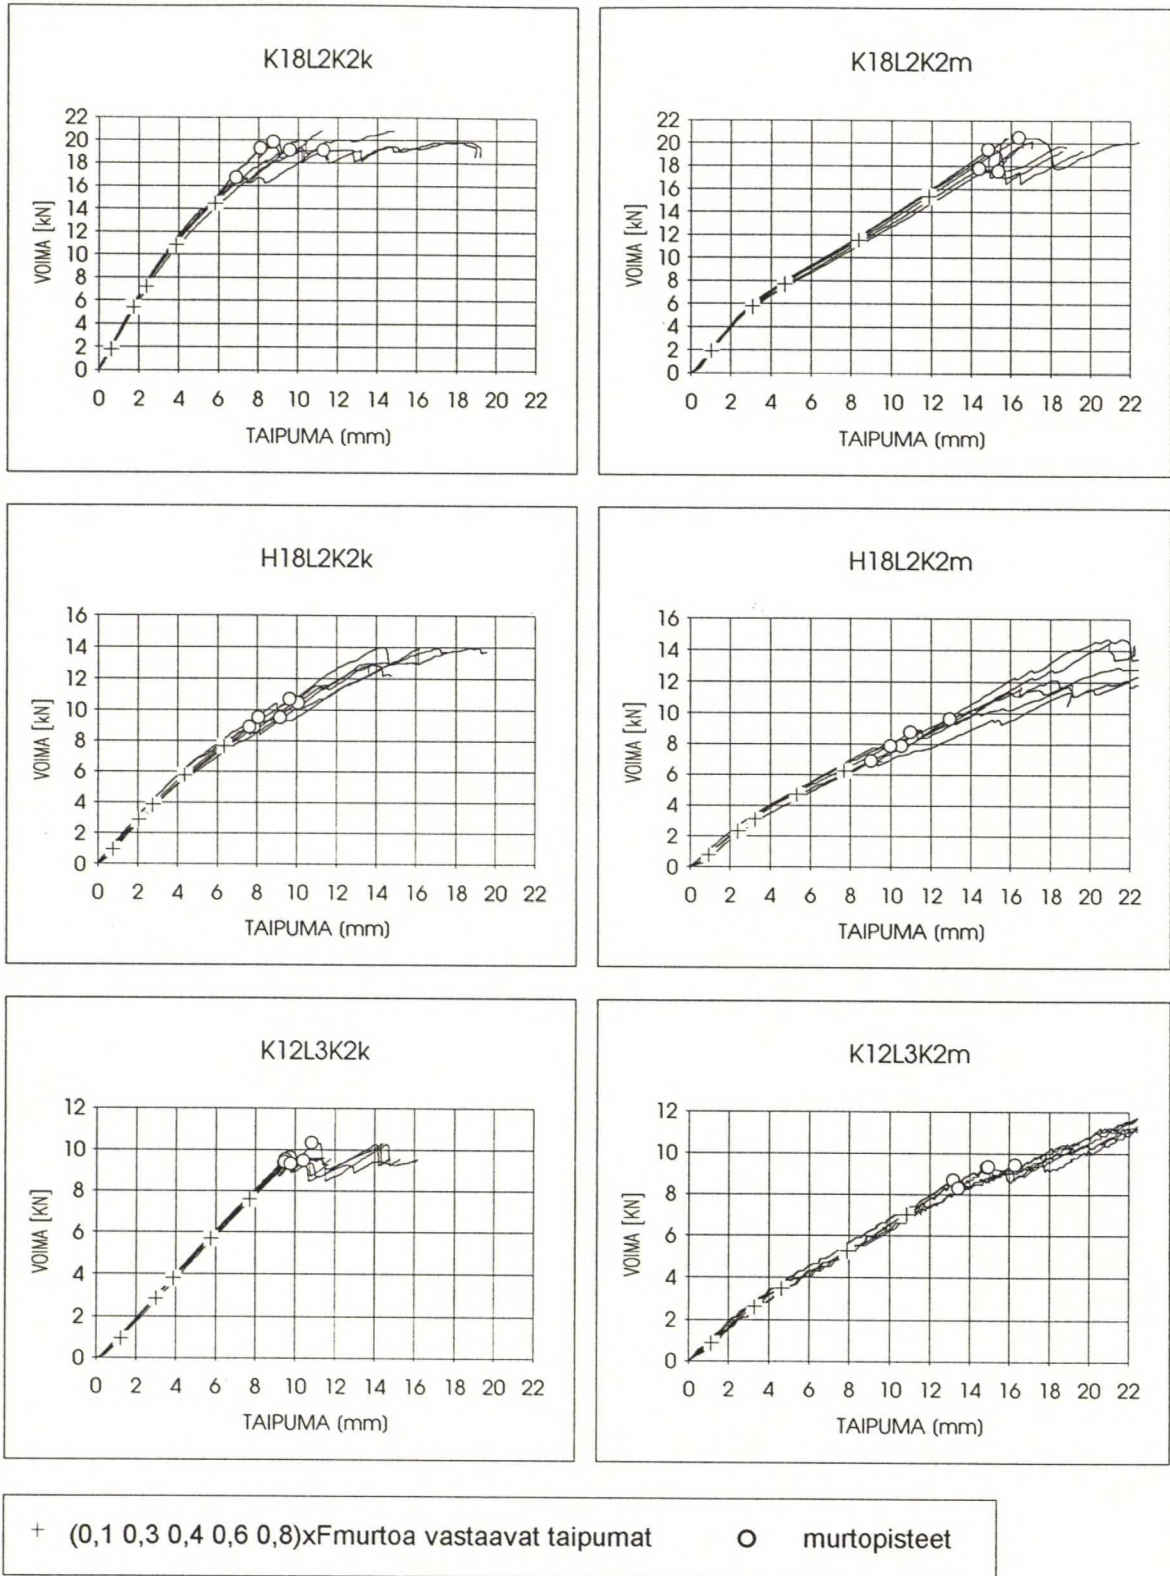 K18L2K2k
22
20
18
16
14
12
10
8
6
4
2
0
VOIMA [kN]
0 2 4 6 8 10 12 14 16 18 20 22
TAIPUMA (mm)
K18L2K2m
22
20
18
16
14
12
10
8
6
4
2
0
VOIMA [kN]
0 2 4 6 8 10 12 14 16 18 20 22
TAIPUMA (mm)
H18L2K2k
16
14
12
10
8
6
4
2
0
VOIMA [kN]
0 2 4 6 8 10 12 14 16 18 20 22
TAIPUMA (mm)
H18L2K2m
16
14
12
10
8
6
4
2
0
VOIMA [kN]
0 2 4 6 8 10 12 14 16 18 20 22
TAIPUMA (mm)
K12L3K2k
12
10
8
6
4
2
0
VOIMA [KN]
0 2 4 6 8 10 12 14 16 18 20 22
TAIPUMA (mm)
K12L3K2m
12
10
8
6
4
2
0
VOIMA [KN]
0 2 4 6 8 10 12 14 16 18 20 22
TAIPUMA (mm)
+ (0,1 0,3 0,4 0,6 0,8)xFmurtoa vastaavat taipumat
O murtopisteet